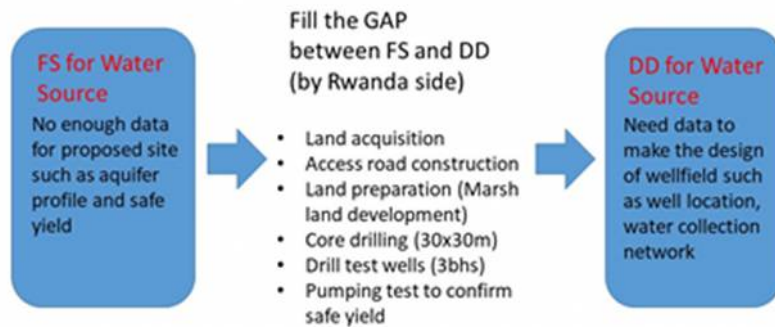 FS for Water
Source
No enough data
for proposed site
such as aquifer
profile and safe
yield
Fill the GAP
between FS and DD
(by Rwanda side)
• Land acquisition
• Access road construction
• Land preparation (Marsh
land development)
• Core drilling (30x30m)
• Drill test wells (3bhs)
• Pumping test to confirm
safe yield
DD for Water
Source
Need data to
make the design
of wellfield such
as well location,
water collection
network